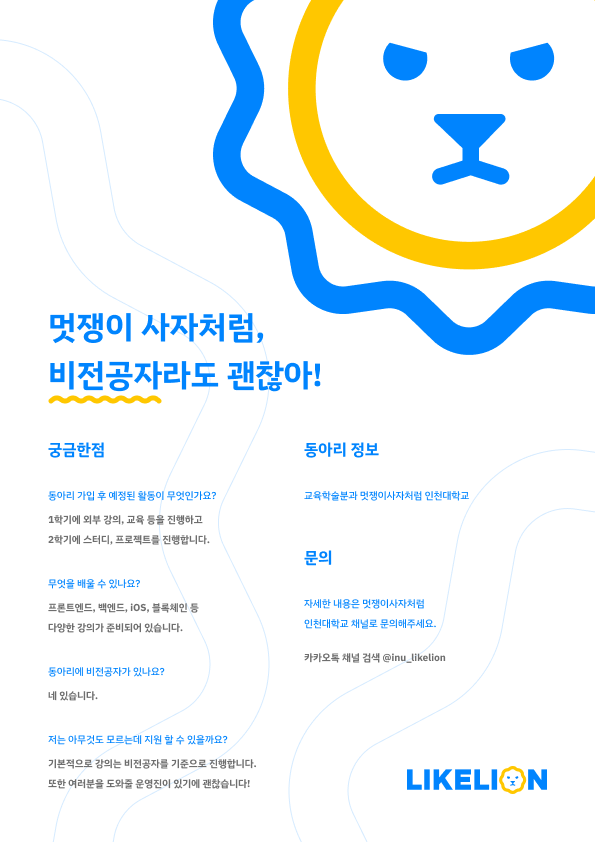 멋쟁이 사자처럼,
비전공자라도 괜찮아!
궁금한점
동아리 가입 후 예정된 활동이 무엇인가요?
1학기에 외부 강의, 교육 등을 진행하고
2학기에 스터디, 프로젝트를 진행합니다.
무엇을 배울 수 있나요?
프론트엔드, 백엔드, iOS, 블록체인 등
다양한 강의가 준비되어 있습니다.
동아리에 비전공자가 있나요?
네 있습니다.
저는 아무것도 모르는데 지원 할 수 있을까요?
기본적으로 강의는 비전공자를 기준으로 진행합니다.
또한 여러분을 도와줄 운영진이 있기에 괜찮습니다!
동아리 정보
교육학술분과 멋쟁이사자처럼 인천대학교
문의
자세한 내용은 멋쟁이사자처럼
인천대학교 채널로 문의해주세요.
카카오톡 채널 검색 @inu_likelion
LIKELION